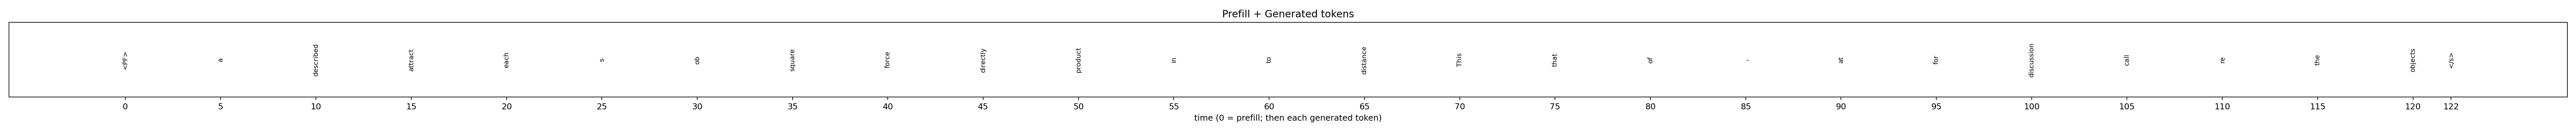 Prefill + Generated tokens
<PF> a described attract each s ob square force directly product in to distance This that of - at for discussion call re the objects </s>
0 5 10 15 20 25 30 35 40 45 50 55 60 65 70 75 80 85 90 95 100 105 110 115 120 122
time (0 = prefill; then each generated token)